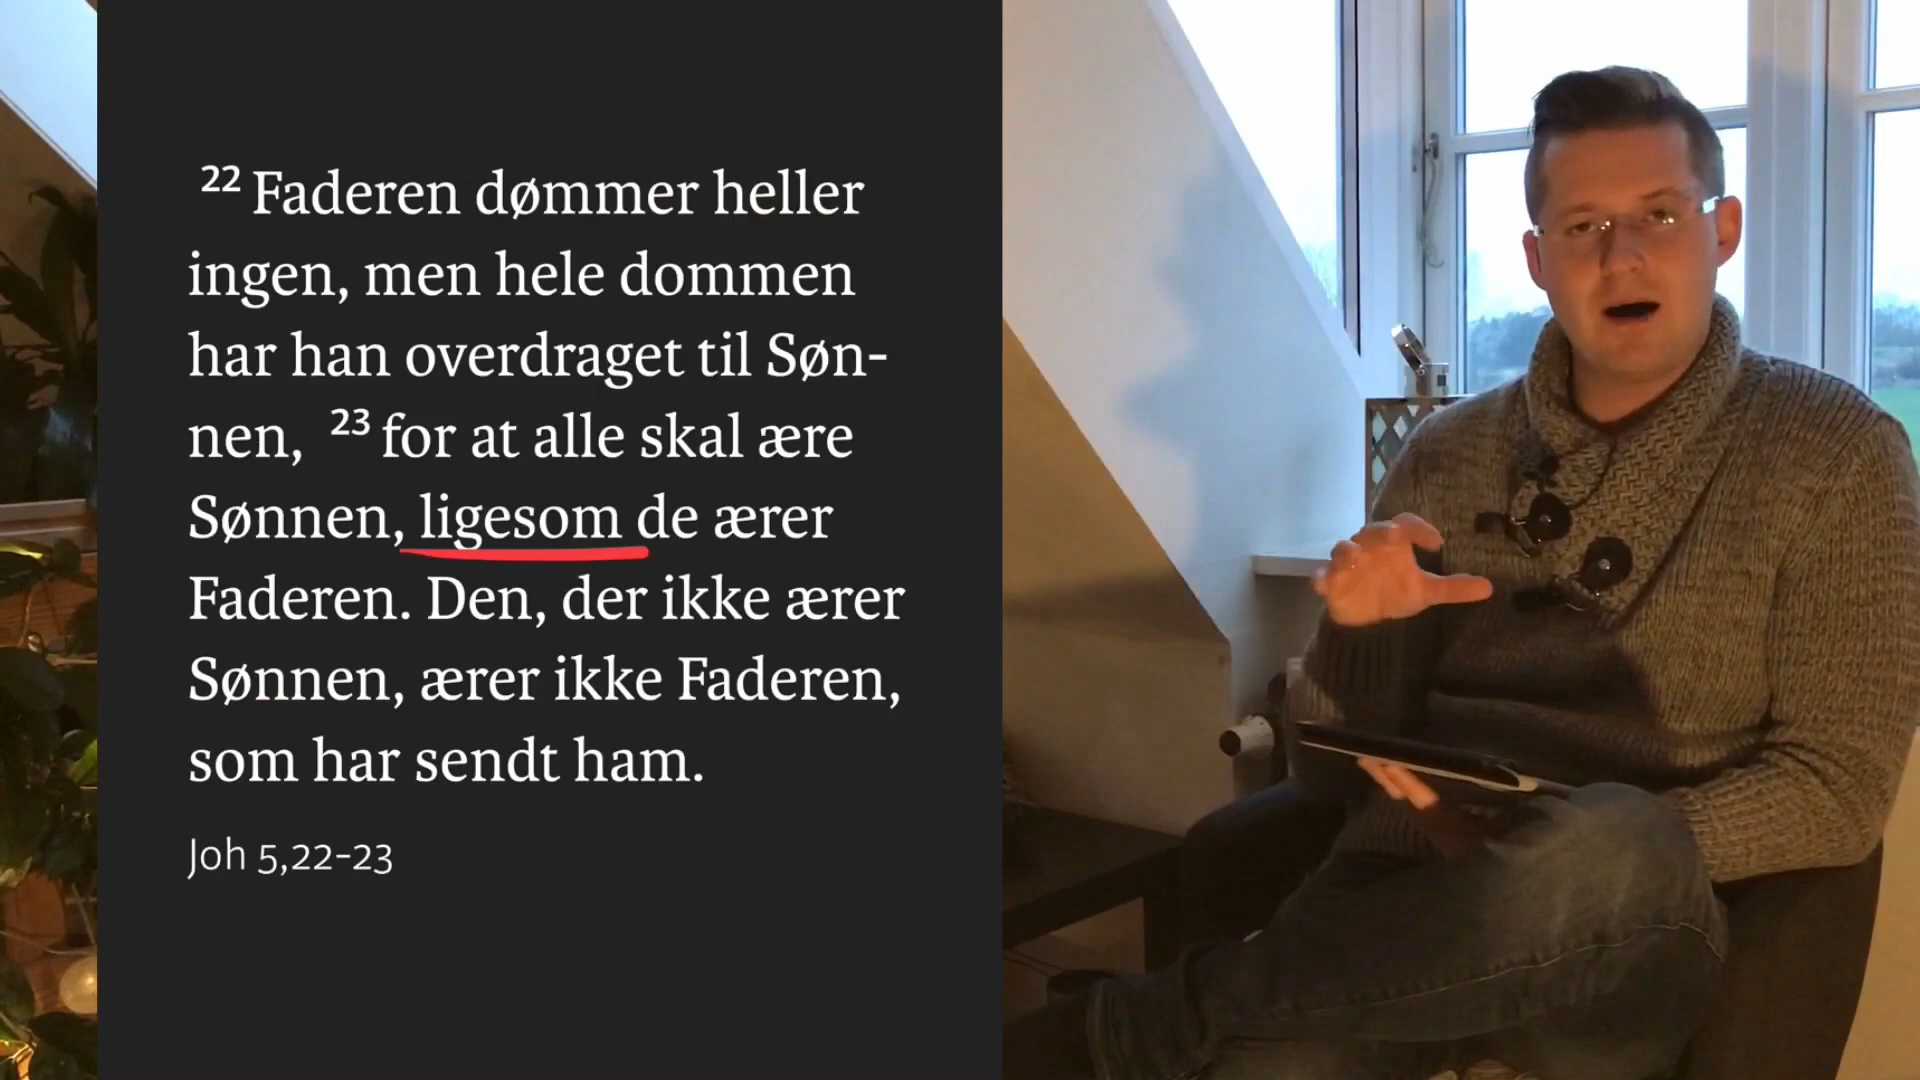 22 Faderen dømmer heller
ingen, men hele dommen
har han overdraget til Søn-
nen, 23 for at alle skal ære
Sønnen, ligesom de ærer
Faderen. Den, der ikke ærer
Sønnen, ærer ikke Faderen,
som har sendt ham.
Joh 5,22-23